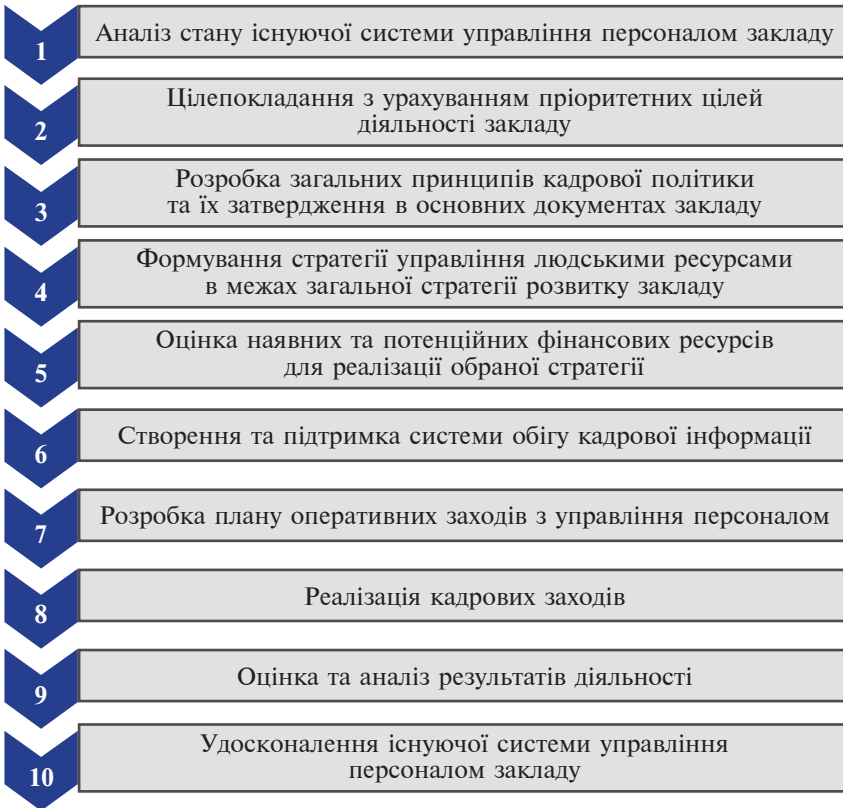 1
Аналіз стану існуючої системи управління персоналом закладу
2
Цілепокладання з урахуванням пріоритетних цілей
діяльності закладу
3
Розробка загальних принципів кадрової політики
та їх затвердження в основних документах закладу
4
Формування стратегії управління людськими ресурсами
в межах загальної стратегії розвитку закладу
5
Оцінка наявних та потенційних фінансових ресурсів
для реалізації обраної стратегії
6
Створення та підтримка системи обігу кадрової інформації
7
Розробка плану оперативних заходів з управління персоналом
8
Реалізація кадрових заходів
9
Оцінка та аналіз результатів діяльності
10
Удосконалення існуючої системи управління
персоналом закладу